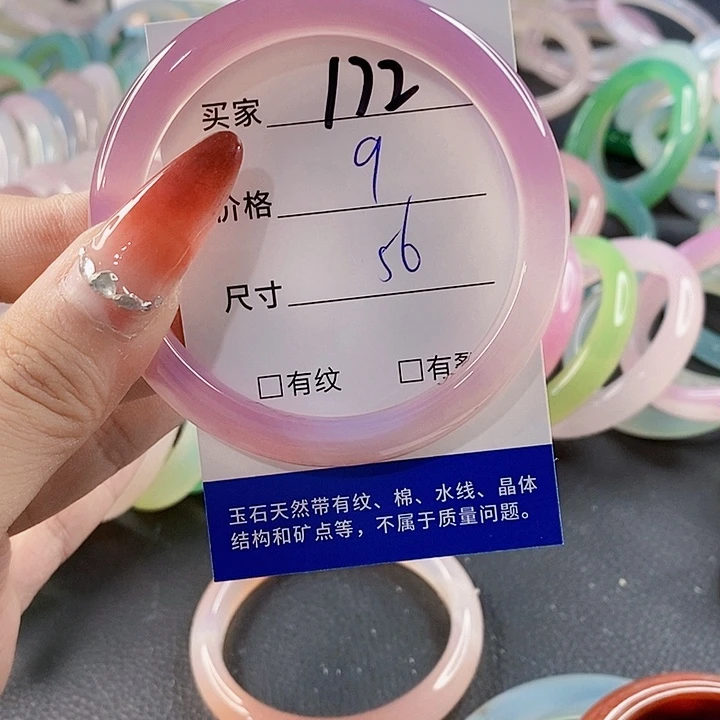 买家 172
价格 9
尺寸 56
□有纹 □有裂
玉石天然带有纹、棉、水线、晶体
结构和矿点等，不属于质量问题。